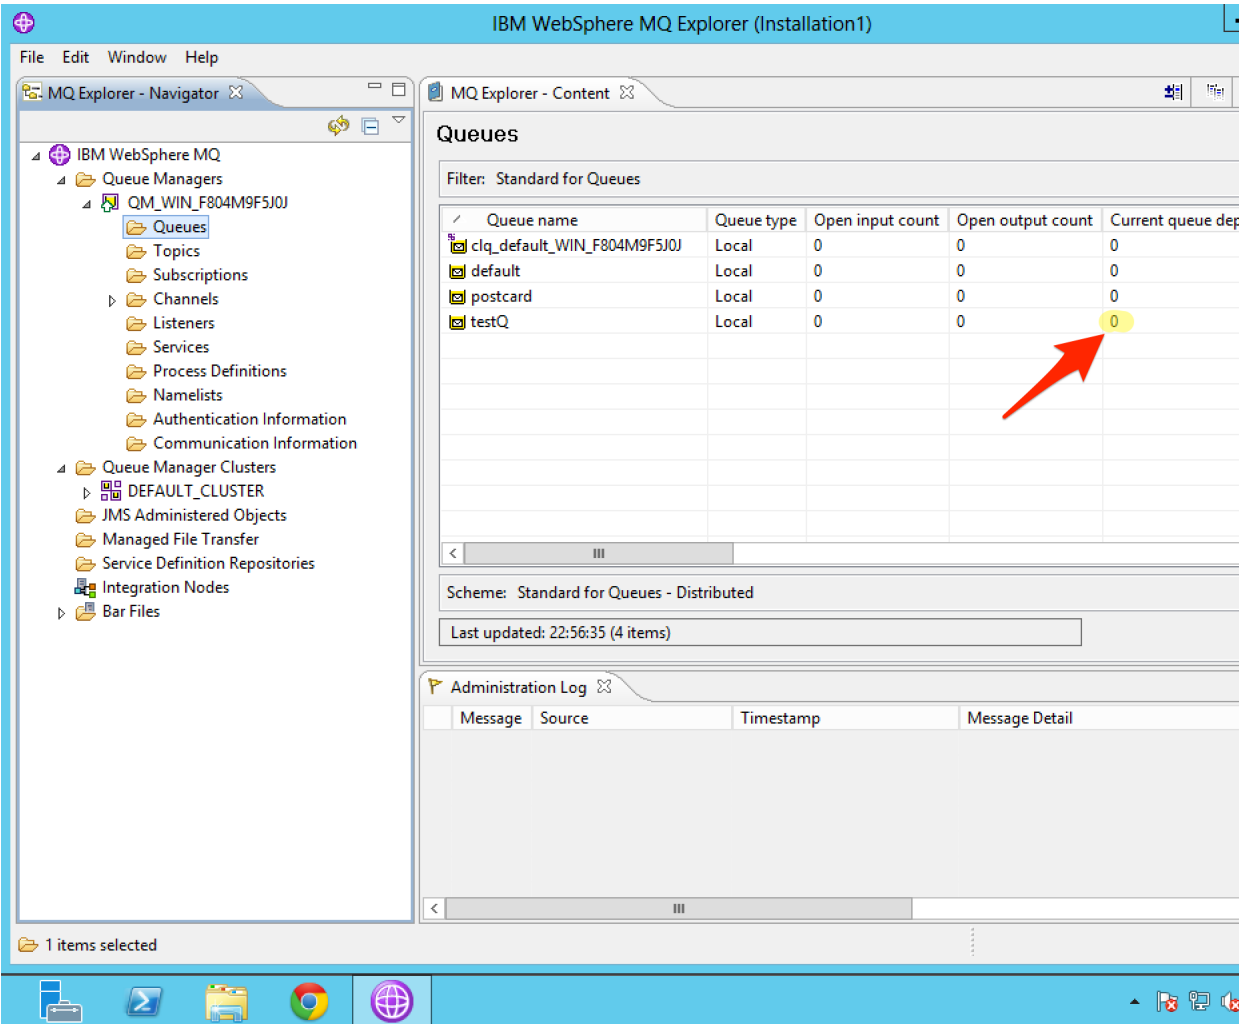 IBM WebSphere MQ Explorer (Installation1)
File Edit Window Help
MQ Explorer - Navigator
IBM WebSphere MQ
Queue Managers
QM_WIN_F804M9F5J0J
Queues
Topics
Subscriptions
Channels
Listeners
Services
Process Definitions
Namelists
Authentication Information
Communication Information
Queue Manager Clusters
DEFAULT_CLUSTER
JMS Administered Objects
Managed File Transfer
Service Definition Repositories
Integration Nodes
Bar Files
MQ Explorer - Content
Queues
Filter: Standard for Queues
Queue name Queue type Open input count Open output count Current queue dep
clq_default_WIN_F804M9F5J0J Local 0 0 0
default Local 0 0 0
postcard Local 0 0 0
testQ Local 0 0 0
Scheme: Standard for Queues - Distributed
Last updated: 22:56:35 (4 items)
Administration Log
Message Source Timestamp Message Detail
1 items selected